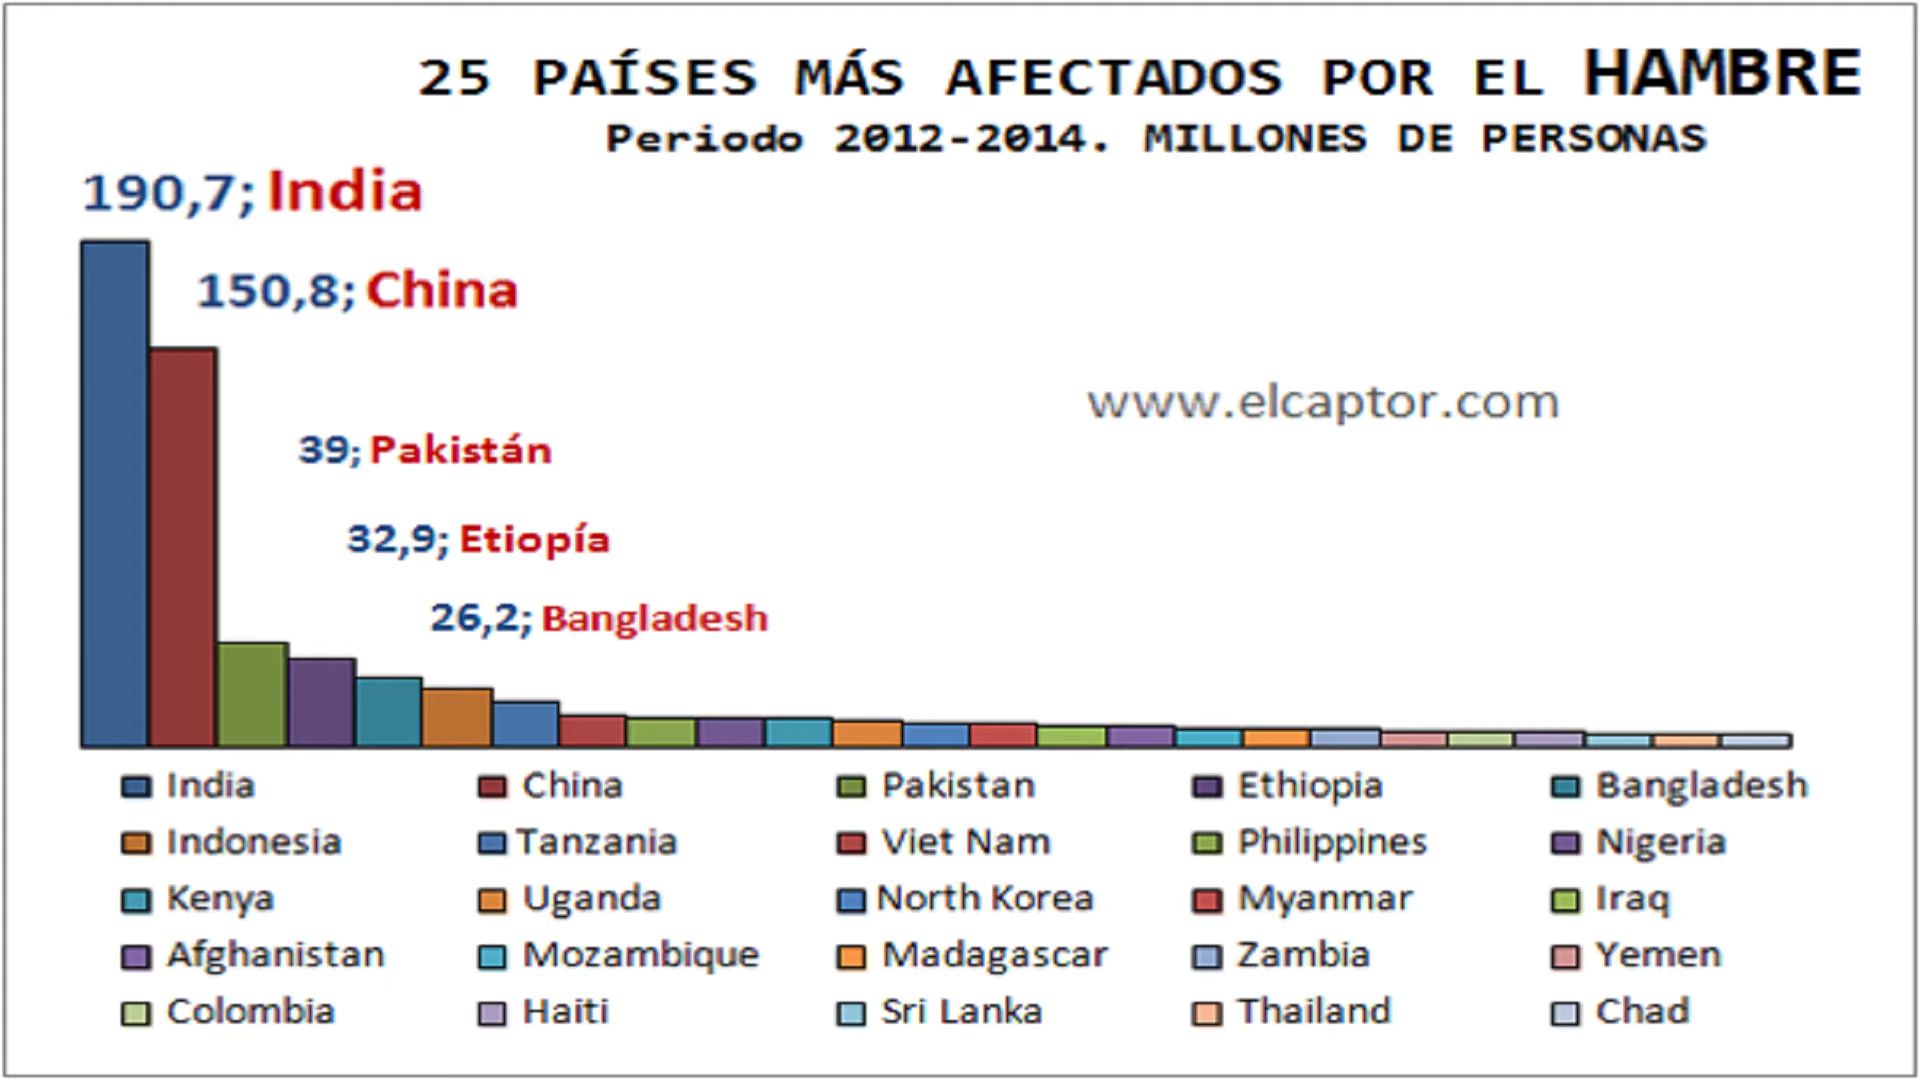 25 PAÍSES MÁS AFECTADOS POR EL HAMBRE
Periodo 2012-2014. MILLONES DE PERSONAS
190,7; India
150,8; China
www.elcaptor.com
39; Pakistán
32,9; Etiopía
26,2; Bangladesh
India China Pakistan Ethiopia Bangladesh
Indonesia Tanzania Viet Nam Philippines Nigeria
Kenya Uganda North Korea Myanmar Iraq
Afghanistan Mozambique Madagascar Zambia Yemen
Colombia Haiti Sri Lanka Thailand Chad